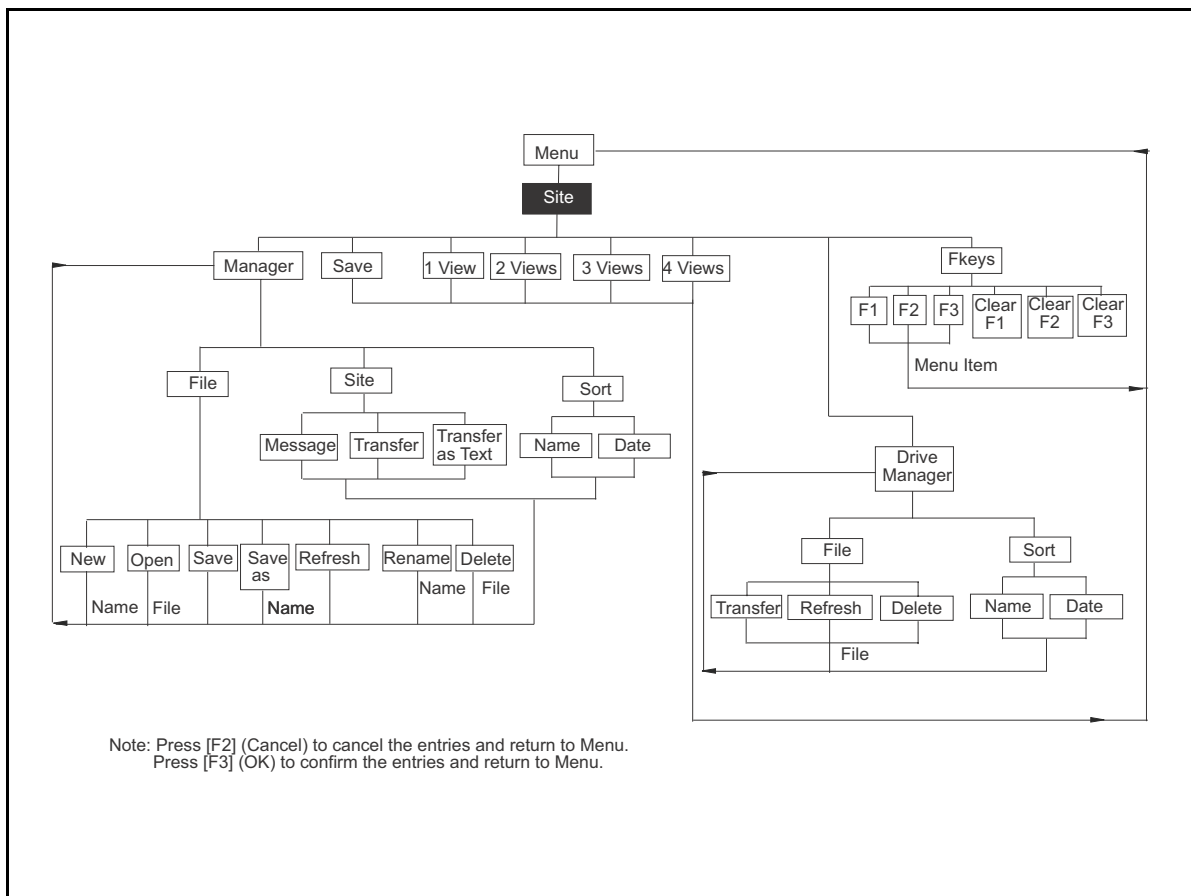 Menu
Site
Manager
Save
1 View
2 Views
3 Views
4 Views
Fkeys
F1
F2
F3
Clear
F1
Clear
F2
Clear
F3
Menu Item
File
Site
Sort
Message
Transfer
Transfer
as Text
Name
Date
Drive
Manager
New
Open
Save
Save
as
Refresh
Rename
Delete
Name
File
Name
Name
File
File
Sort
Transfer
Refresh
Delete
Name
Date
File
Note: Press [F2] (Cancel) to cancel the entries and return to Menu.
Press [F3] (OK) to confirm the entries and return to Menu.